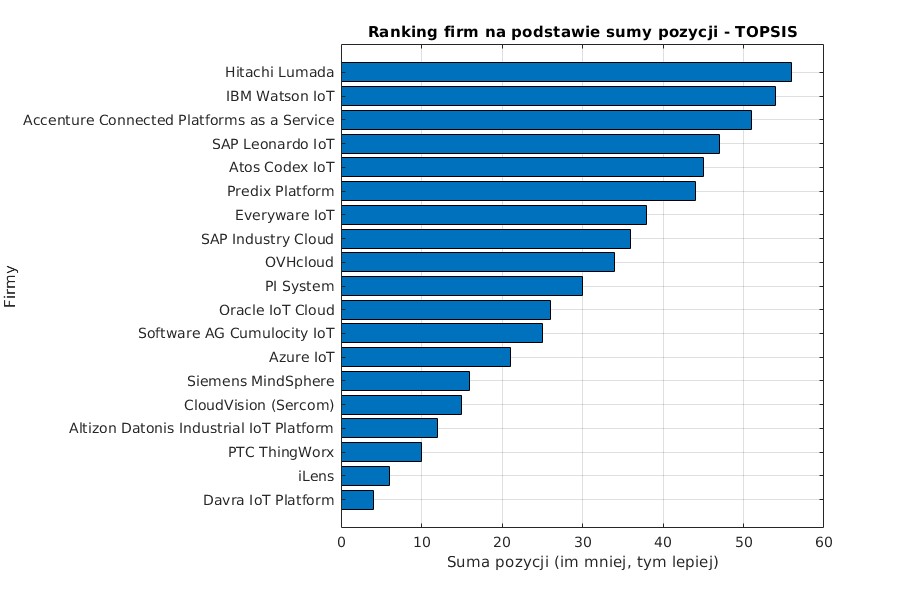 Ranking firm na podstawie sumy pozycji - TOPSIS
Firmy
Hitachi Lumada
IBM Watson IoT
Accenture Connected Platforms as a Service
SAP Leonardo IoT
Atos Codex IoT
Predix Platform
Everyware IoT
SAP Industry Cloud
OVHcloud
PI System
Oracle IoT Cloud
Software AG Cumulocity IoT
Azure IoT
Siemens MindSphere
CloudVision (Sercom)
Altizon Datonis Industrial IoT Platform
PTC ThingWorx
iLens
Davra IoT Platform
0 10 20 30 40 50 60
Suma pozycji (im mniej, tym lepiej)